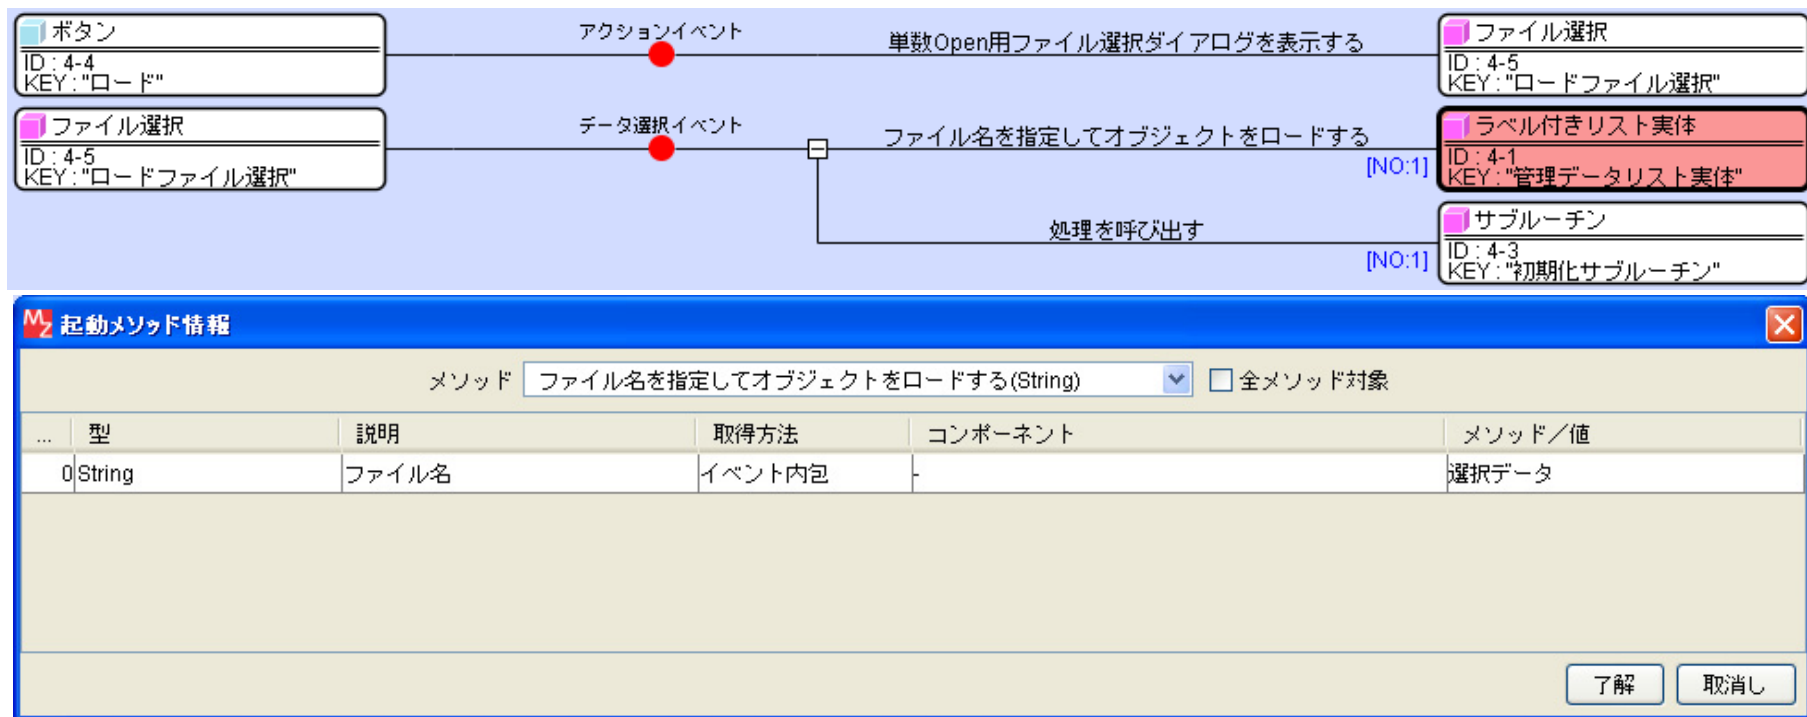 ボタン
ID : 4-4
KEY : "ロード"
アクションイベント
単数Open用ファイル選択ダイアログを表示する
ファイル選択
ID : 4-5
KEY : "ロードファイル選択"
ファイル選択
ID : 4-5
KEY : "ロードファイル選択"
データ選択イベント
ファイル名を指定してオブジェクトをロードする
[NO:1]
ラベル付きリスト実体
ID : 4-1
KEY : "管理データリスト実体"
処理を呼び出す
[NO:1]
サブルーチン
ID : 4-3
KEY : "初期化サブルーチン"
MZ 起動メソッド情報
メソッド ファイル名を指定してオブジェクトをロードする(String) 全メソッド対象
... 型 説明 取得方法 コンポーネント メソッド／値
0 String ファイル名 イベント内包 - 選択データ
了解 取消し